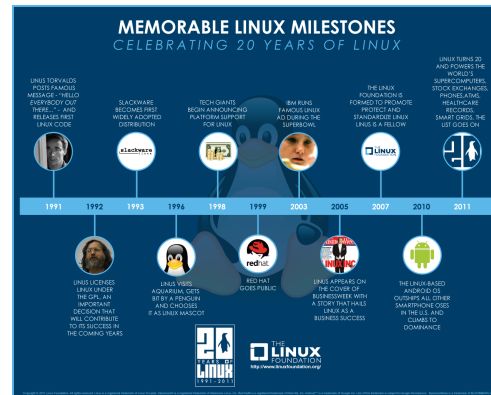 MEMORABLE LINUX MILESTONES
CELEBRATING 20 YEARS OF LINUX
LINUS TORVALDS
POSTS FAMOUS
MESSAGE - "HELLO
EVERYBODY OUT
THERE..." - AND
RELEASES FIRST
LINUX CODE
SLACKWARE
BECOMES FIRST
WIDELY ADOPTED
DISTRIBUTION
slackware
TECH GIANTS
BEGIN ANNOUNCING
PLATFORM SUPPORT
FOR LINUX
IBM RUNS
FAMOUS LINUX
AD DURING THE
SUPERBOWL
THE LINUX
FOUNDATION IS
FORMED TO PROMOTE
PROTECT AND
STANDARDIZE LINUX
LINUS IS A FELLOW
LINUX
FOUNDATION
LINUX TURNS 20
AND POWERS THE
WORLD'S
SUPERCOMPUTERS,
STOCK EXCHANGES,
PHONES,ATMS,
HEALTHCARE
RECORDS,
SMART GRIDS, THE
LIST GOES ON
1991 1992 1993 1996 1998 1999 2003 2005 2007 2010 2011
LINUS LICENSES
LINUX UNDER
THE GPL, AN
IMPORTANT
DECISION THAT
WILL CONTRIBUTE
TO ITS SUCCESS IN
THE COMING YEARS
LINUS VISITS
AQUARIUM, GETS
BIT BY A PENGUIN
AND CHOOSES
IT AS LINUX MASCOT
redhat
RED HAT
GOES PUBLIC
LINUX INC
LINUS APPEARS ON
THE COVER OF
BUSINESSWEEK WITH
A STORY THAT HAILS
LINUX AS A
BUSINESS SUCCESS
THE LINUX-BASED
ANDROID OS
OUTSHIPS ALL OTHER
SMARTPHONE OSES
IN THE U.S. AND
CLIMBS TO
DOMINANCE
20
YEARS OF
LINUX
1991-2011
THE
LINUX
FOUNDATION
http://www.linuxfoundation.org/